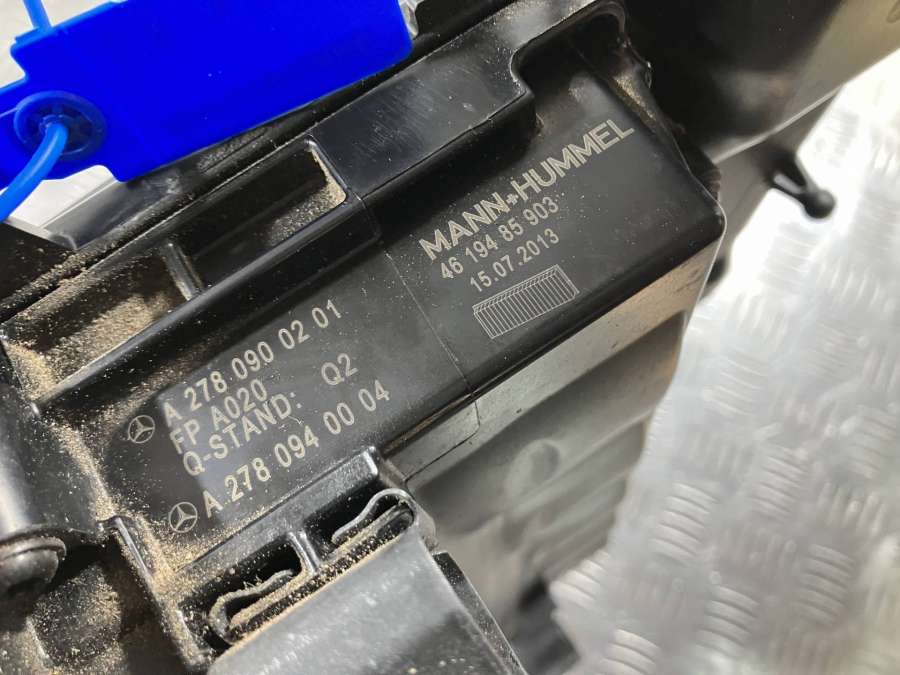 MANN+HUMMEL
46 194 85 903
15.07.2013
A 278 090 02 01
FP A020
Q-STAND: Q2
A 278 094 00 04